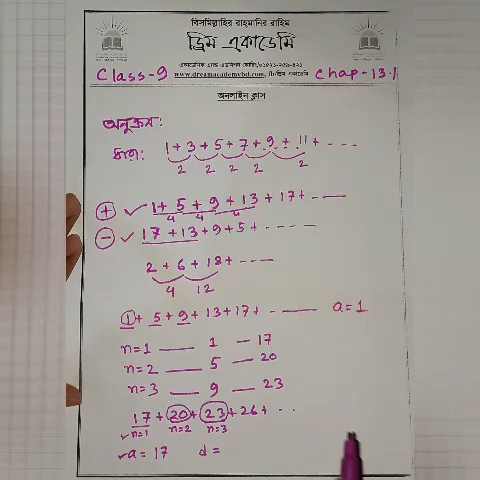 বিসমিল্লাহির রাহমানির রাহিম
ড্রিম একাডেমি
www.dreamacademybd.com,
Class-9
Chap-13.1
অনলাইন ক্লাস
অনুক্রমঃ
ধারাঃ 1+3+5+7+9+11+ - - -
2 2 2 2 2
+ ✓ 1+5+9+13+17+ ——
4 4 4
- ✓ 17+13+9+5+ - - - -
2+6+18+ - - - -
4 12
1+5+9+13+17+ - —— a=1
n=1 —— 1 — 17
n=2 —— 5 — 20
n=3 —— 9 — 23
17+20+23+26+ - - -
✓n=1 n=2 n=3
✓a=17 d=